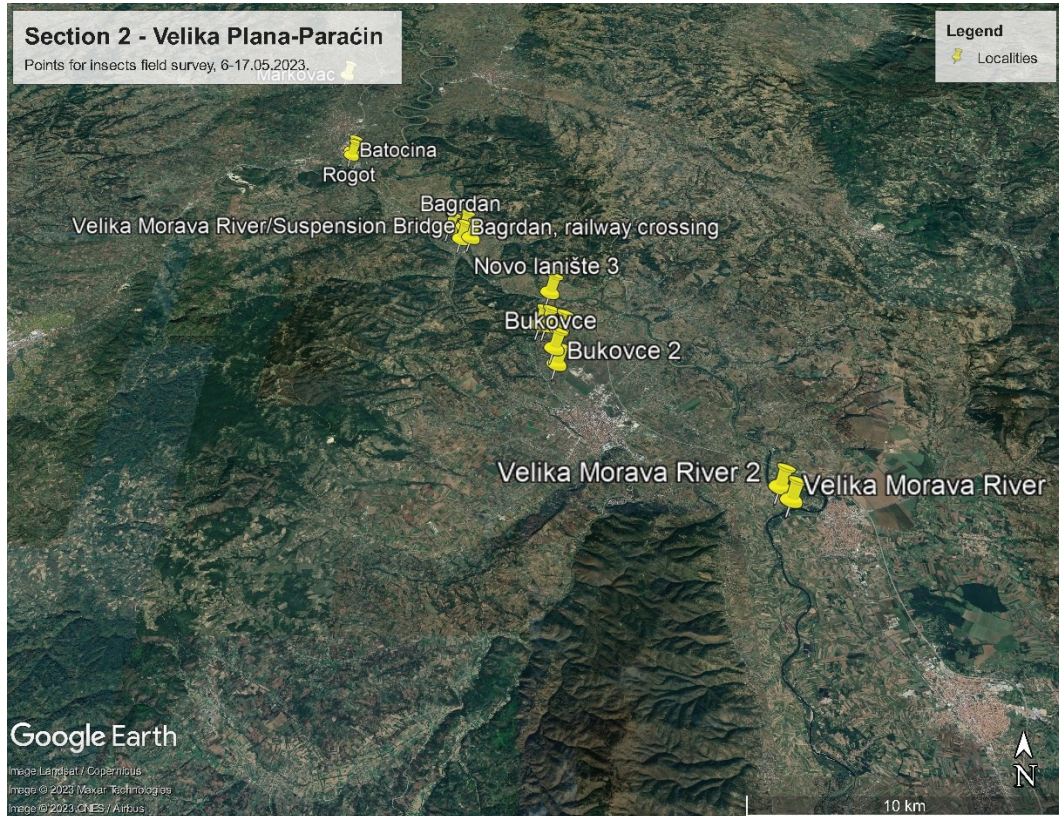 Section 2 - Velika Plana-Paraćin
Points for insects field survey, 6-17.05.2023.
Legend
Localities
Markovac
Batocina
Rogot
Bagrdan
Velika Morava River/Suspension Bridge
Bagrdan, railway crossing
Novo lanište 3
Bukovce
Bukovce 2
Velika Morava River 2
Velika Morava River
Google Earth
Image Landsat / Copernicus
Image © 2023 Maxar Technologies
Image © 2023 CNES / Airbus
N
10 km